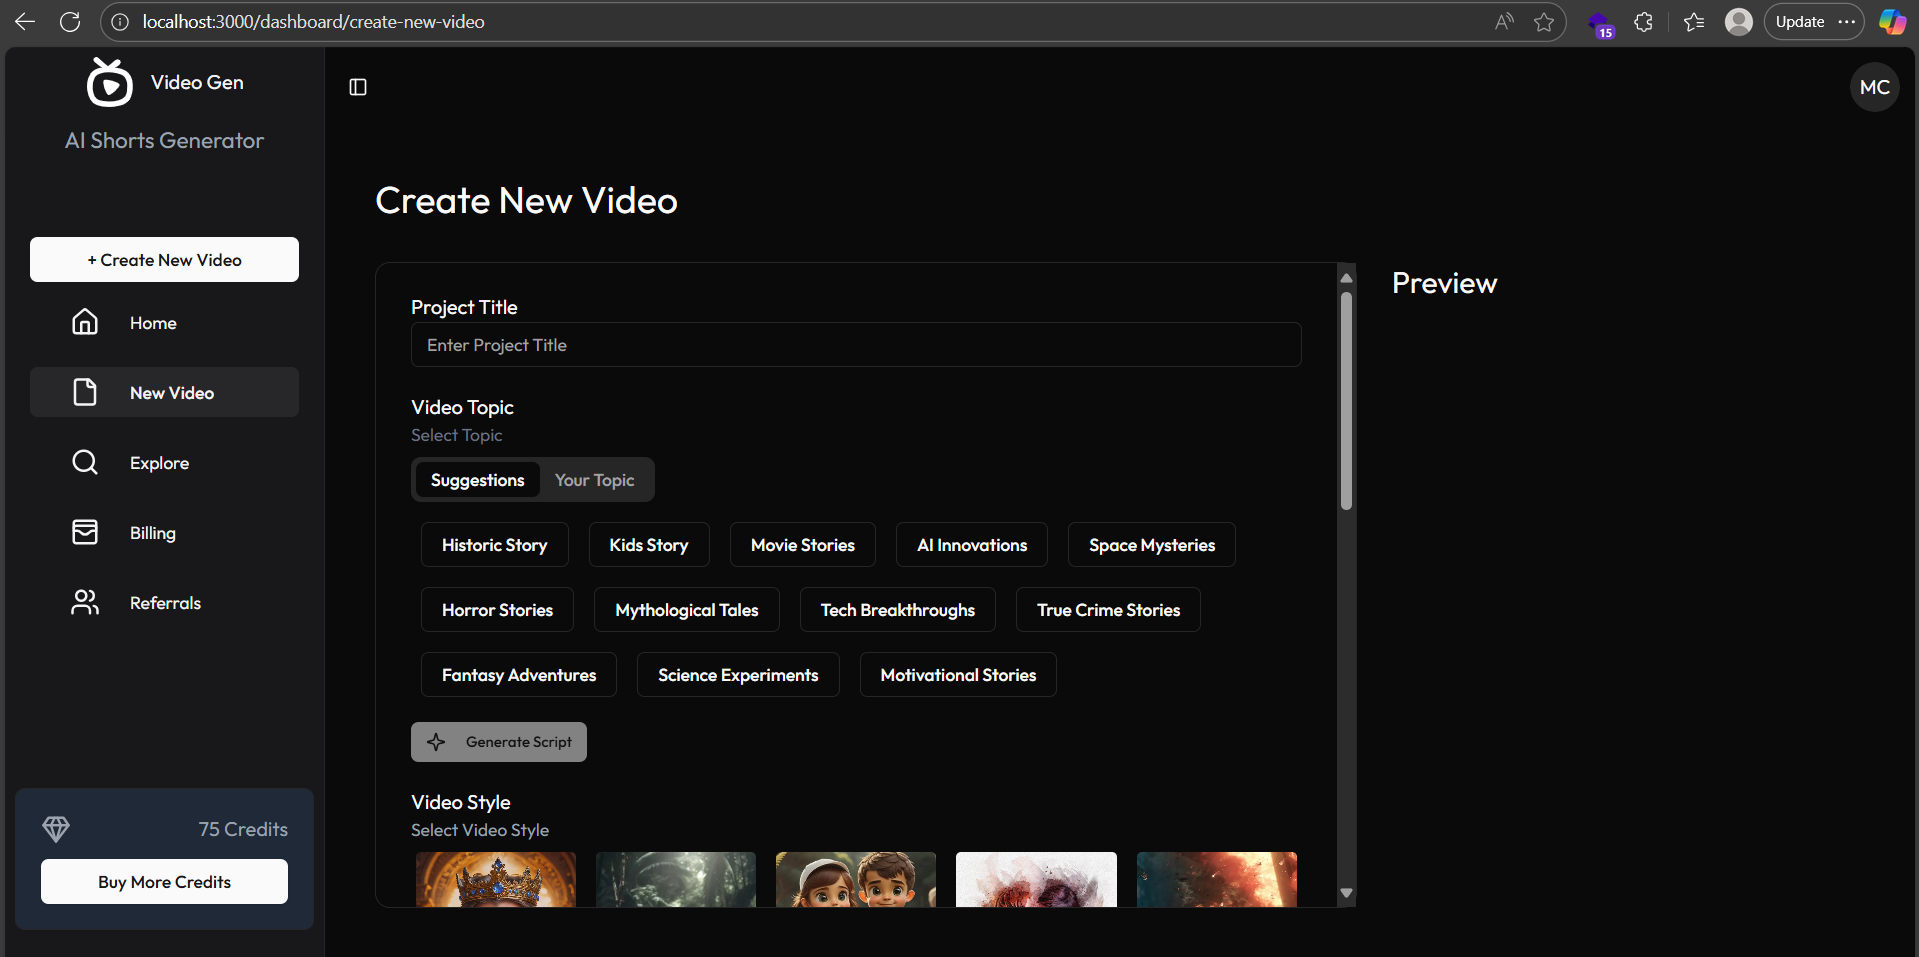 localhost:3000/dashboard/create-new-video
15
Update
Video Gen
AI Shorts Generator
+ Create New Video
Home
New Video
Explore
Billing
Referrals
75 Credits
Buy More Credits
MC
Create New Video
Project Title
Enter Project Title
Video Topic
Select Topic
Suggestions Your Topic
Historic Story Kids Story Movie Stories AI Innovations Space Mysteries
Horror Stories Mythological Tales Tech Breakthroughs True Crime Stories
Fantasy Adventures Science Experiments Motivational Stories
Generate Script
Video Style
Select Video Style
Preview